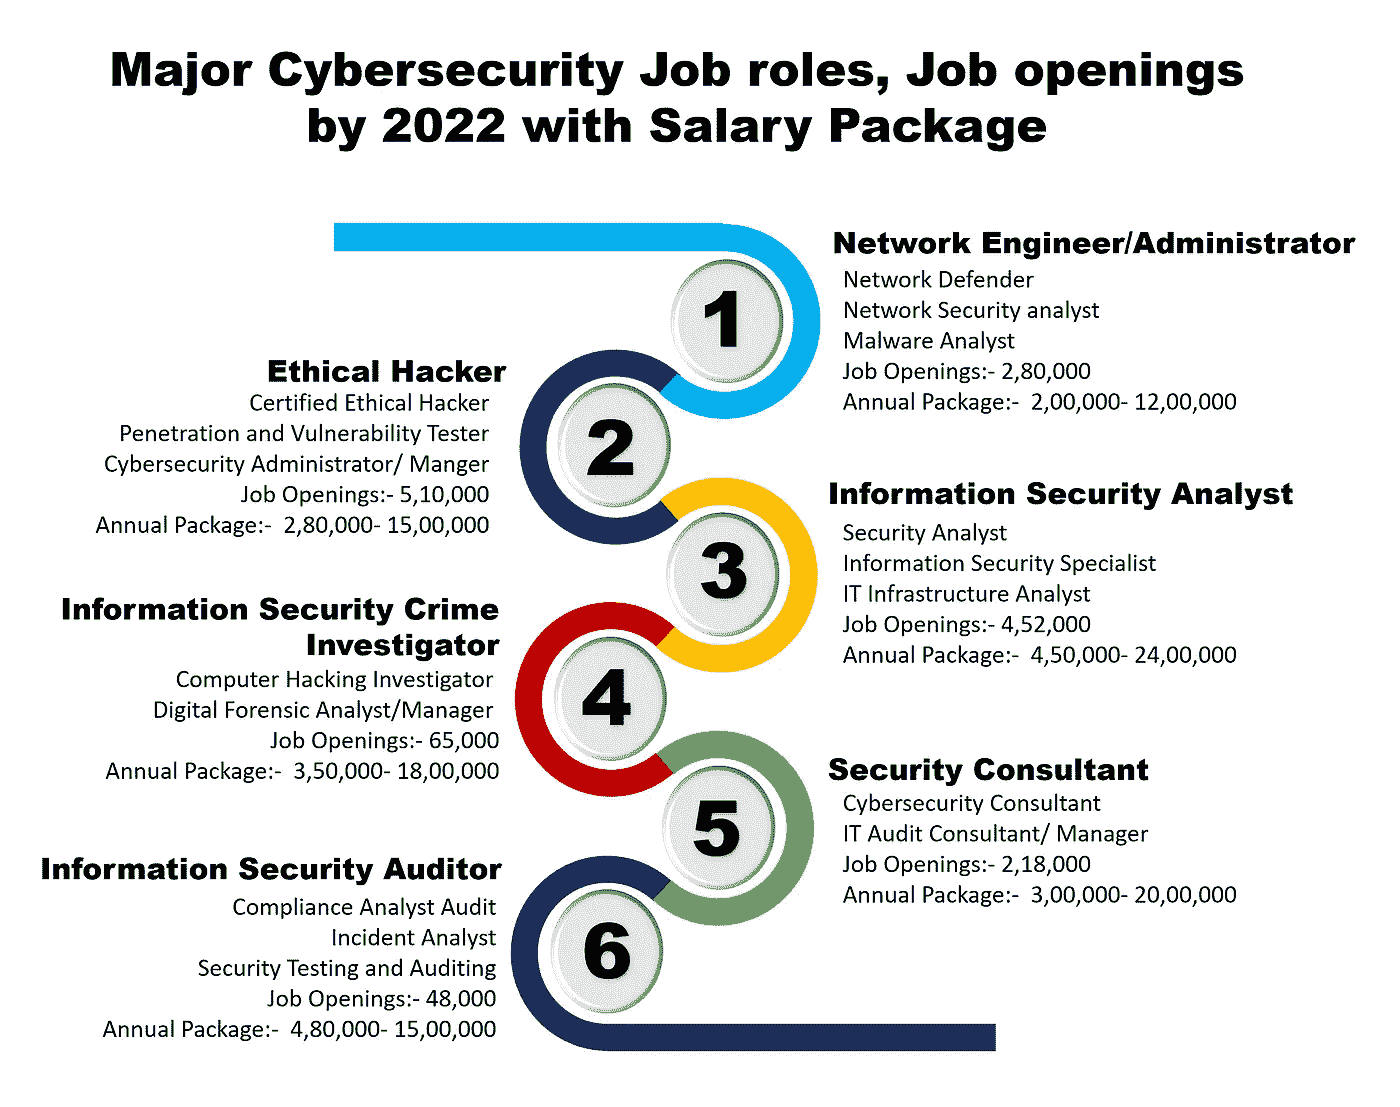 Major Cybersecurity Job roles, Job openings
by 2022 with Salary Package
1
Network Engineer/Administrator
Network Defender
Network Security analyst
Malware Analyst
Job Openings:- 2,80,000
Annual Package:-  2,00,000- 12,00,000
2
Ethical Hacker
Certified Ethical Hacker
Penetration and Vulnerability Tester
Cybersecurity Administrator/ Manger
Job Openings:- 5,10,000
Annual Package:-  2,80,000- 15,00,000
3
Information Security Analyst
Security Analyst
Information Security Specialist
IT Infrastructure Analyst
Job Openings:- 4,52,000
Annual Package:-  4,50,000- 24,00,000
4
Information Security Crime
Investigator
Computer Hacking Investigator
Digital Forensic Analyst/Manager
Job Openings:- 65,000
Annual Package:-  3,50,000- 18,00,000
5
Security Consultant
Cybersecurity Consultant
IT Audit Consultant/ Manager
Job Openings:- 2,18,000
Annual Package:-  3,00,000- 20,00,000
6
Information Security Auditor
Compliance Analyst Audit
Incident Analyst
Security Testing and Auditing
Job Openings:- 48,000
Annual Package:-  4,80,000- 15,00,000